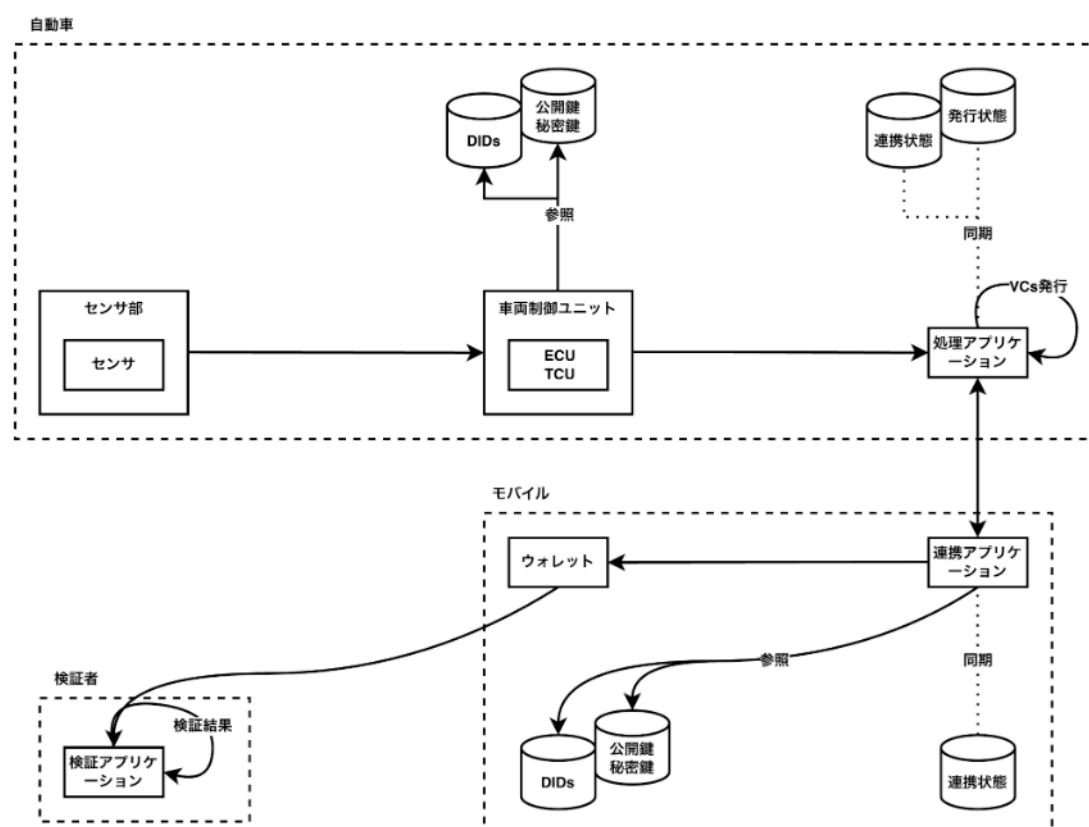 自動車
公開鍵
秘密鍵
DIDs
発行状態
連携状態
参照
同期
VCs発行
センサ部
センサ
車両制御ユニット
ECU
TCU
処理アプリケ
ーション
モバイル
ウォレット
連携アプリケ
ーション
参照
同期
検証者
検証結果
検証アプリケ
ーション
公開鍵
秘密鍵
DIDs
連携状態